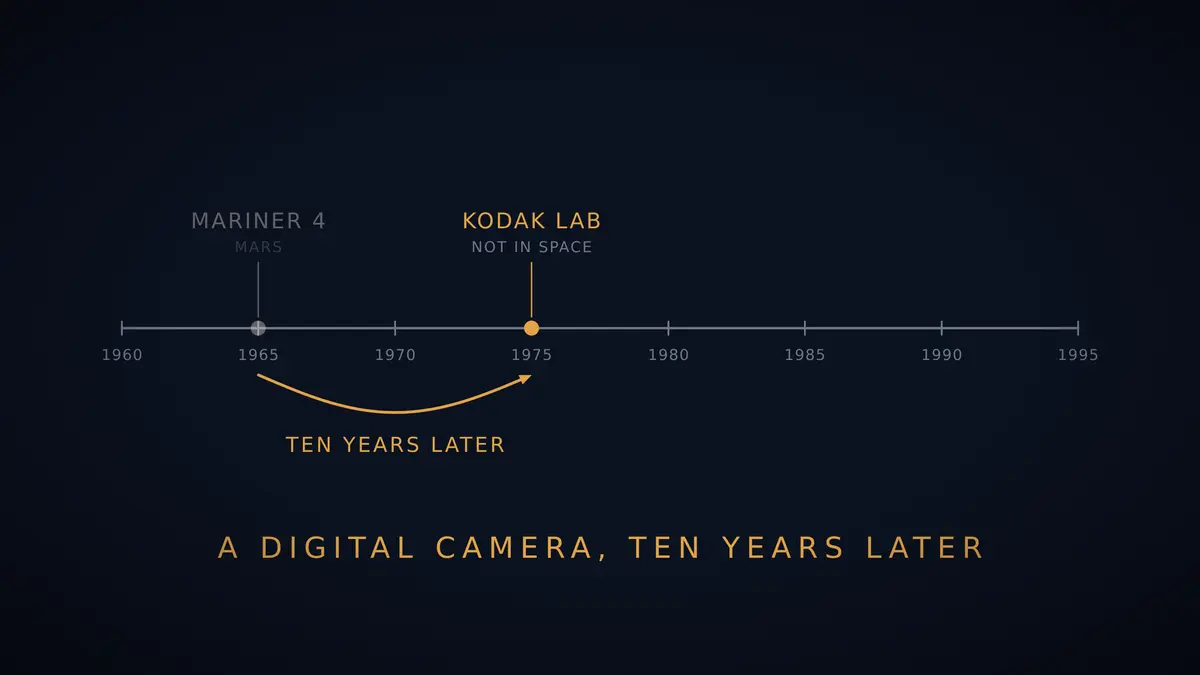 MARINER 4
MARS
KODAK LAB
NOT IN SPACE
1960 1965 1970 1975 1980 1985 1990 1995
TEN YEARS LATER
A DIGITAL CAMERA, TEN YEARS LATER